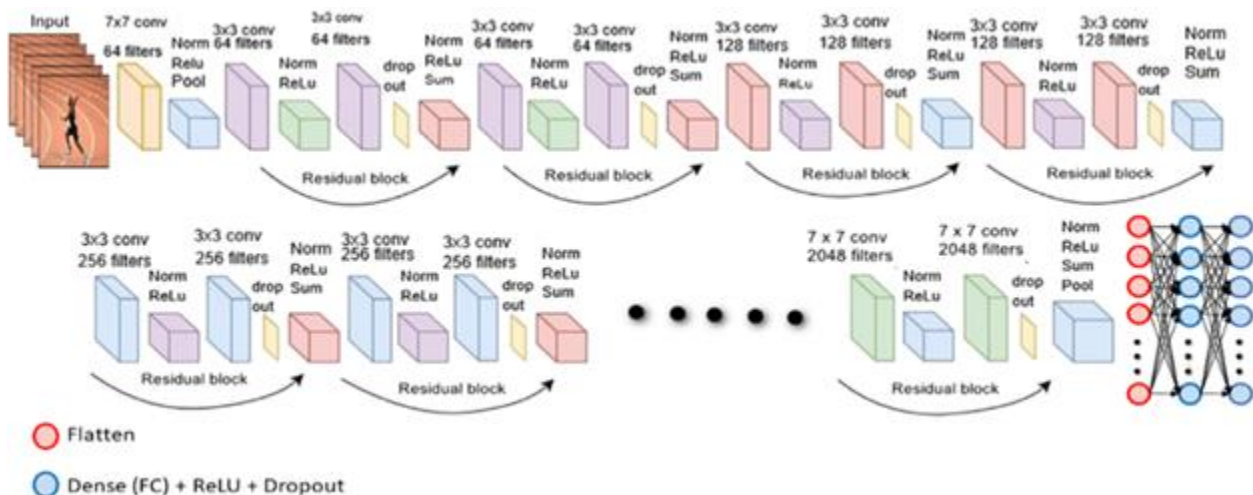 Input
7x7 conv
64 filters
Norm
Relu
Pool
3x3 conv
64 filters
Norm
ReLu
3x3 conv
64 filters
drop
out
Norm
ReLu
Sum
3x3 conv
64 filters
Norm
ReLu
3x3 conv
64 filters
drop
out
Norm
ReLu
Sum
3x3 conv
128 filters
Norm
ReLu
3x3 conv
128 filters
drop
out
Norm
ReLu
Sum
3x3 conv
128 filters
Norm
ReLu
3x3 conv
128 filters
drop
out
Norm
ReLu
Sum
Residual block
Residual block
Residual block
Residual block
3x3 conv
256 filters
Norm
ReLu
3x3 conv
256 filters
drop
out
Norm
ReLu
Sum
3x3 conv
256 filters
Norm
ReLu
3x3 conv
256 filters
drop
out
Norm
ReLu
Sum
7 x 7 conv
2048 filters
Norm
ReLu
7 x 7 conv
2048 filters
drop
out
Norm
ReLu
Sum
Pool
Residual block
Residual block
Residual block
Flatten
Dense (FC) + ReLU + Dropout